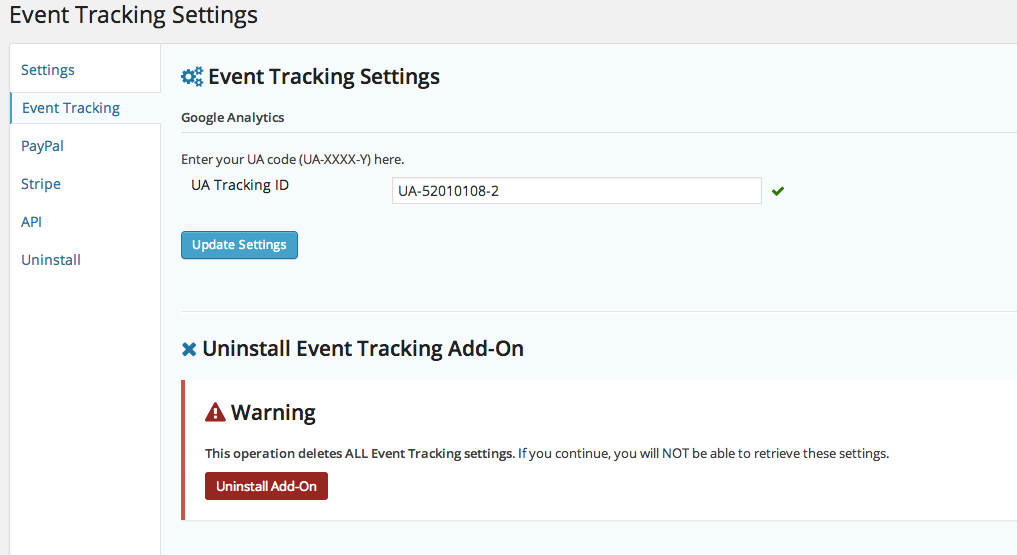 Event Tracking Settings
Settings
Event Tracking
PayPal
Stripe
API
Uninstall
Event Tracking Settings
Google Analytics
Enter your UA code (UA-XXXX-Y) here.
UA Tracking ID
UA-52010108-2
Update Settings
Uninstall Event Tracking Add-On
Warning
This operation deletes ALL Event Tracking settings. If you continue, you will NOT be able to retrieve these settings.
Uninstall Add-On